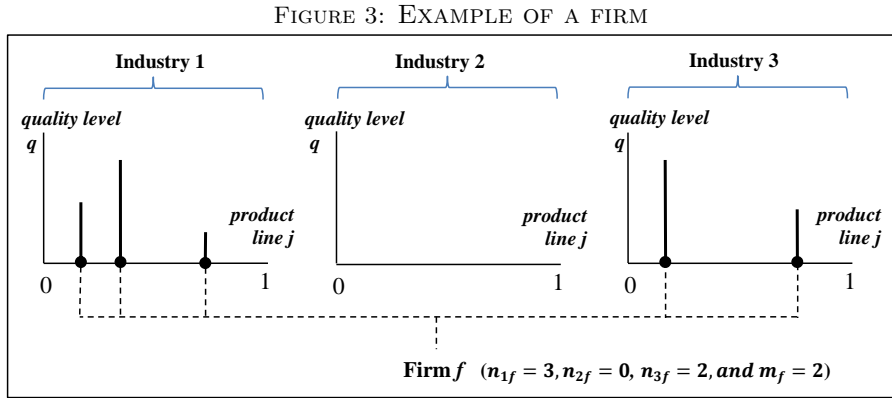 FIGURE 3: EXAMPLE OF A FIRM
Industry 1 Industry 2 Industry 3
quality level quality level quality level
q q q
product product product
line j line j line j
0 1 0 1 0 1
Firm f (n₁f = 3, n₂f = 0, n₃f = 2, and mf = 2)